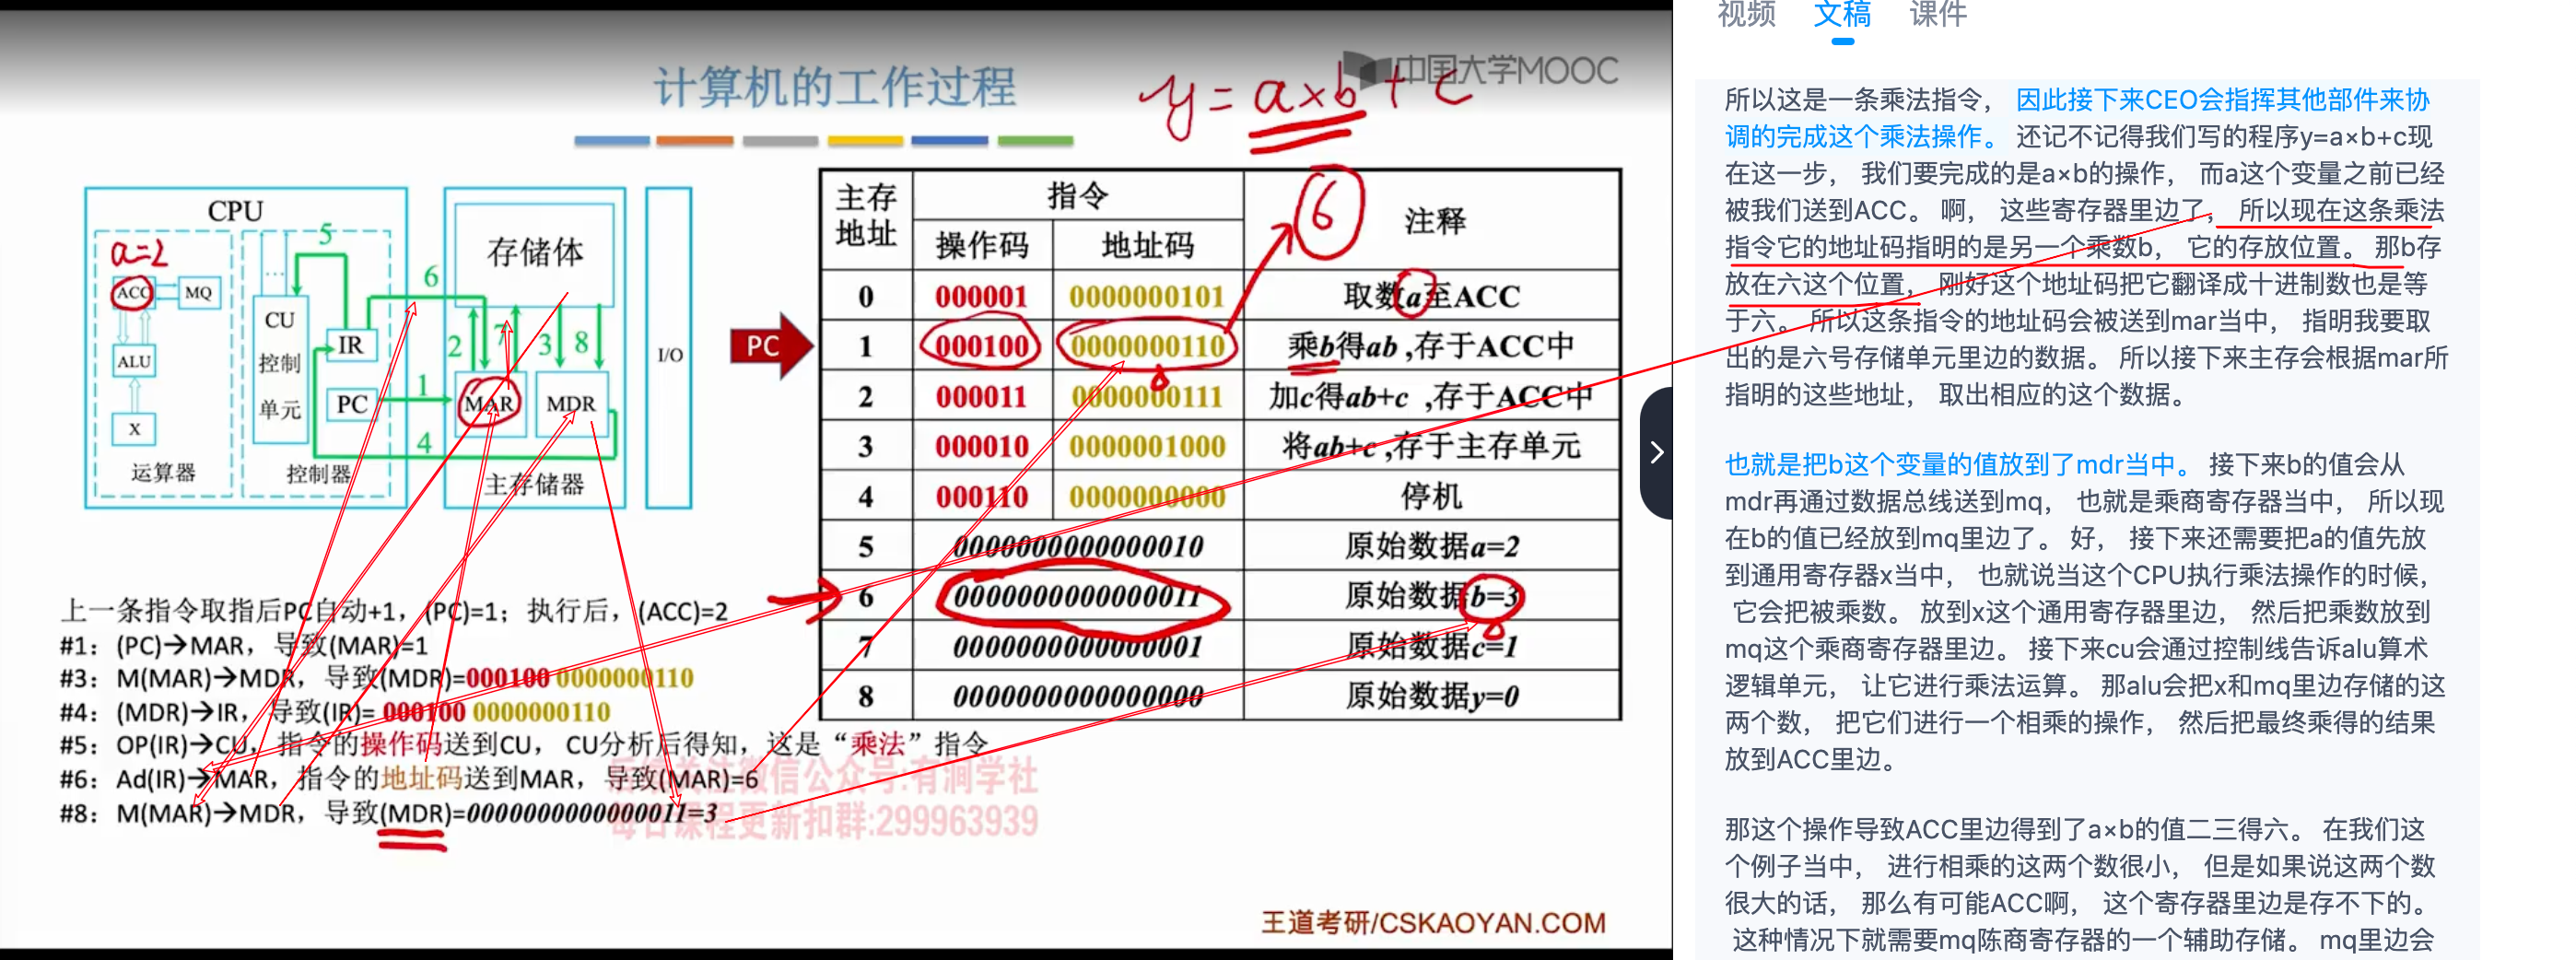 计算机的工作过程
中国大学MOOC
y=a×b+c
CPU
a=2
ACC
MQ
ALU
X
运算器
...
CU
控制
单元
IR
PC
控制器
5
6
1
4
存储体
2
7
3
8
MAR
MDR
主存储器
I/O
PC
主存地址 指令 注释
操作码 地址码
6
0 000001 0000000101 取数a至ACC
1 000100 0000000110 乘b得ab ,存于ACC中
2 000011 0000000111 加c得ab+c ,存于ACC中
3 000010 0000001000 将ab+c ,存于主存单元
4 000110 0000000000 停机
5 0000000000000010 原始数据a=2
6 0000000000000011 原始数据b=3
7 0000000000000001 原始数据c=1
8 0000000000000000 原始数据y=0
上一条指令取指后PC自动+1，(PC)=1；执行后，(ACC)=2
#1：(PC)→MAR，导致(MAR)=1
#3：M(MAR)→MDR，导致(MDR)=000100 0000000110
#4：(MDR)→IR，导致(IR)= 000100 0000000110
#5：OP(IR)→CU，指令的操作码送到CU，CU分析后得知，这是“乘法”指令
#6：Ad(IR)→MAR，指令的地址码送到MAR，导致(MAR)=6
#8：M(MAR)→MDR，导致(MDR)=0000000000000011=3
微信公众号:有涧学社
每日课程更新扣群:299963939
王道考研/CSKAOYAN.COM
视频 文稿 课件
所以这是一条乘法指令， 因此接下来CEO会指挥其他部件来协
调的完成这个乘法操作。 还记不记得我们写的程序y=a×b+c现
在这一步， 我们要完成的是a×b的操作， 而a这个变量之前已经
被我们送到ACC。 啊， 这些寄存器里边了， 所以现在这条乘法
指令它的地址码指明的是另一个乘数b， 它的存放位置。 那b存
放在六这个位置， 刚好这个地址码把它翻译成十进制数也是等
于六。 所以这条指令的地址码会被送到mar当中， 指明我要取
出的是六号存储单元里边的数据。 所以接下来主存会根据mar所
指明的这些地址， 取出相应的这个数据。
也就是把b这个变量的值放到了mdr当中。 接下来b的值会从
mdr再通过数据总线送到mq， 也就是乘商寄存器当中， 所以现
在b的值已经放到mq里边了。 好， 接下来还需要把a的值先放
到通用寄存器x当中， 也就说当这个CPU执行乘法操作的时候，
它会把被乘数。 放到x这个通用寄存器里边， 然后把乘数放到
mq这个乘商寄存器里边。 接下来cu会通过控制线告诉alu算术
逻辑单元， 让它进行乘法运算。 那alu会把x和mq里边存储的这
两个数， 把它们进行一个相乘的操作， 然后把最终乘得的结果
放到ACC里边。
那这个操作导致ACC里边得到了a×b的值二三得六。 在我们这
个例子当中， 进行相乘的这两个数很小， 但是如果说这两个数
很大的话， 那么有可能ACC啊， 这个寄存器里边是存不下的。
这种情况下就需要mq陈商寄存器的一个辅助存储。 mq里边会